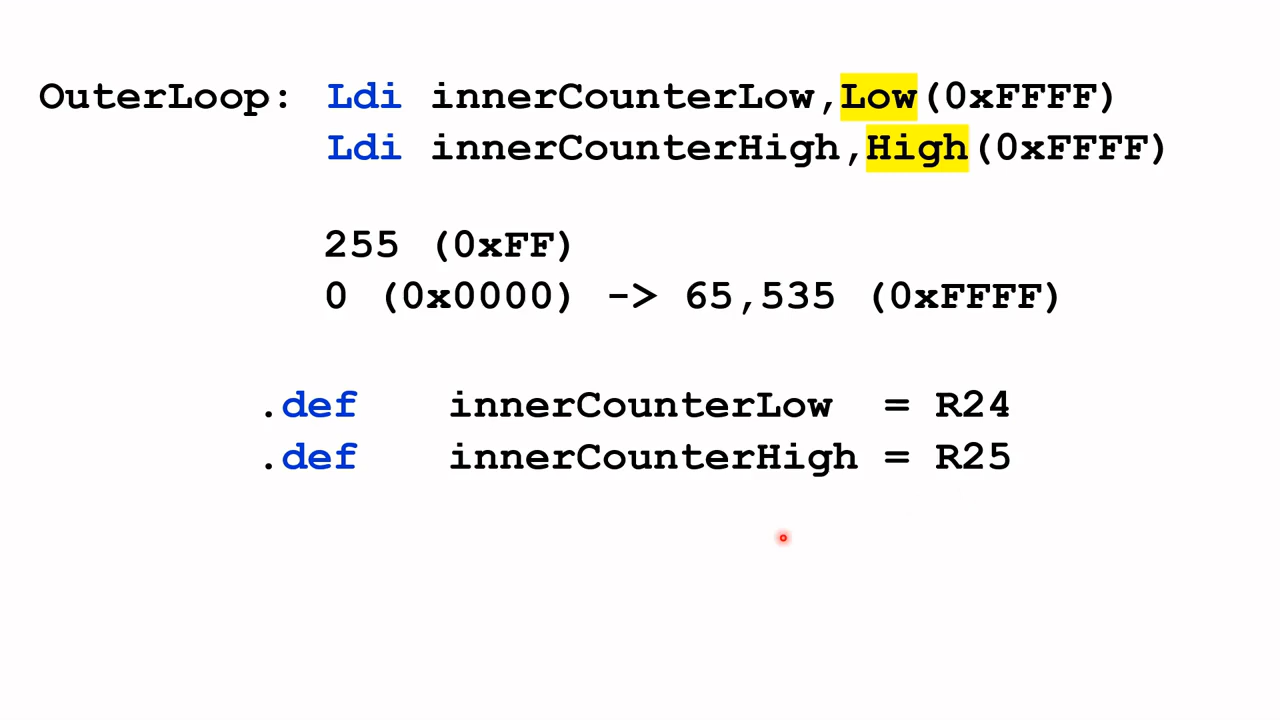 OuterLoop: Ldi innerCounterLow,Low(0xFFFF)
Ldi innerCounterHigh,High(0xFFFF)
255 (0xFF)
0 (0x0000) -> 65,535 (0xFFFF)
.def innerCounterLow = R24
.def innerCounterHigh = R25